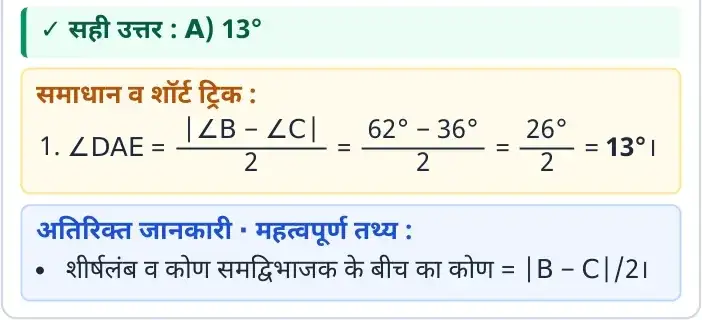 ✓ सही उत्तर : A) 13°
समाधान व शॉर्ट ट्रिक :
1. ∠DAE = |∠B − ∠C| / 2 = 62° − 36° / 2 = 26° / 2 = 13°।
अतिरिक्त जानकारी · महत्वपूर्ण तथ्य :
• शीर्षलंब व कोण समद्विभाजक के बीच का कोण = |B − C|/2।